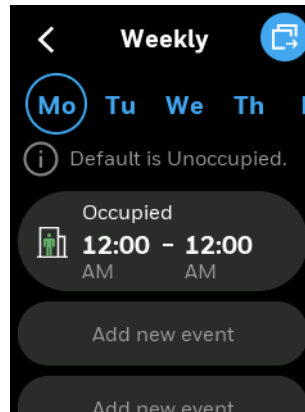 Weekly
Mo Tu We Th
Default is Unoccupied.
Occupied
12:00 - 12:00
AM AM
Add new event
Add new event